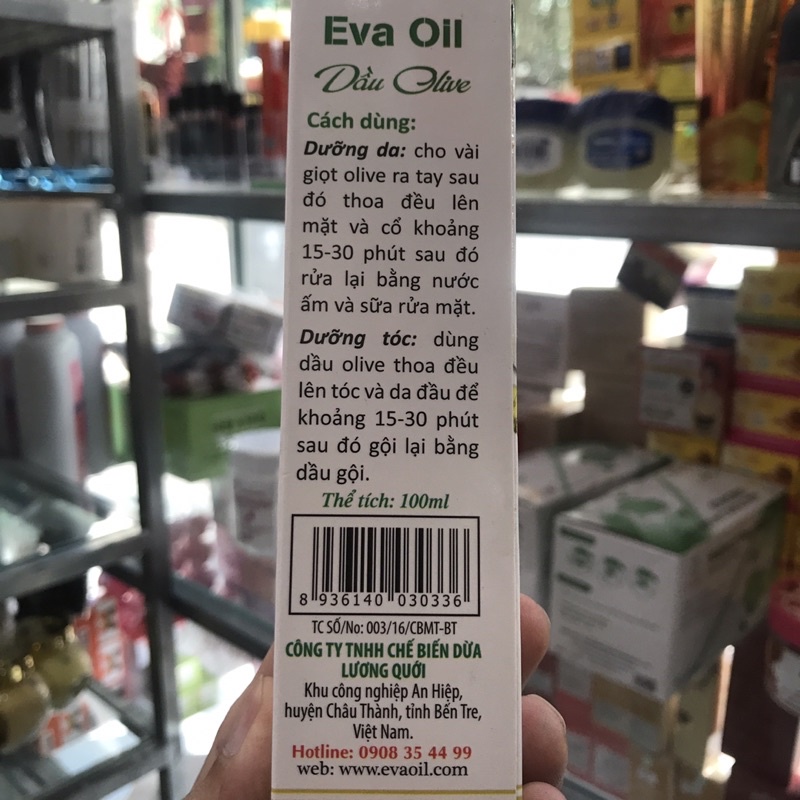 Eva Oil
Dầu Olive
Cách dùng:
Dưỡng da: cho vài
giọt olive ra tay sau
đó thoa đều lên
mặt và cổ khoảng
15-30 phút sau đó
rửa lại bằng nước
ấm và sữa rửa mặt.
Dưỡng tóc: dùng
dầu olive thoa đều
lên tóc và da đầu để
khoảng 15-30 phút
sau đó gội lại bằng
dầu gội.
Thể tích: 100ml
8 936140 030336
TC SỐ/No: 003/16/CBMT-BT
CÔNG TY TNHH CHẾ BIẾN DỪA
LƯƠNG QUỚI
Khu công nghiệp An Hiệp,
huyện Châu Thành, tỉnh Bến Tre,
Việt Nam.
Hotline: 0908 35 44 99
web: www.evaoil.com